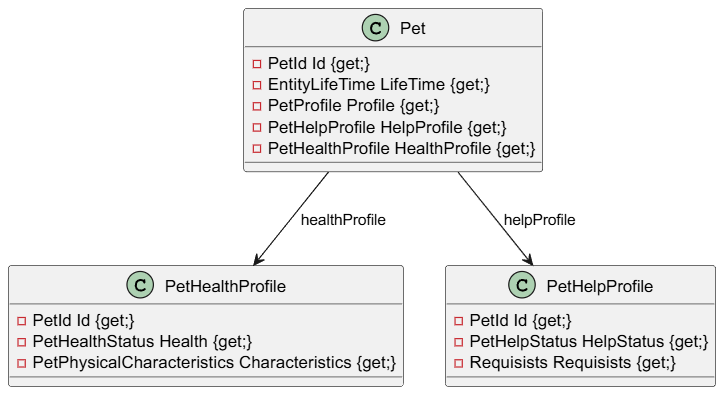 C Pet
PetId Id {get;}
EntityLifeTime LifeTime {get;}
PetProfile Profile {get;}
PetHelpProfile HelpProfile {get;}
PetHealthProfile HealthProfile {get;}
healthProfile
helpProfile
C PetHealthProfile
PetId Id {get;}
PetHealthStatus Health {get;}
PetPhysicalCharacteristics Characteristics {get;}
C PetHelpProfile
PetId Id {get;}
PetHelpStatus HelpStatus {get;}
Requisists Requisists {get;}